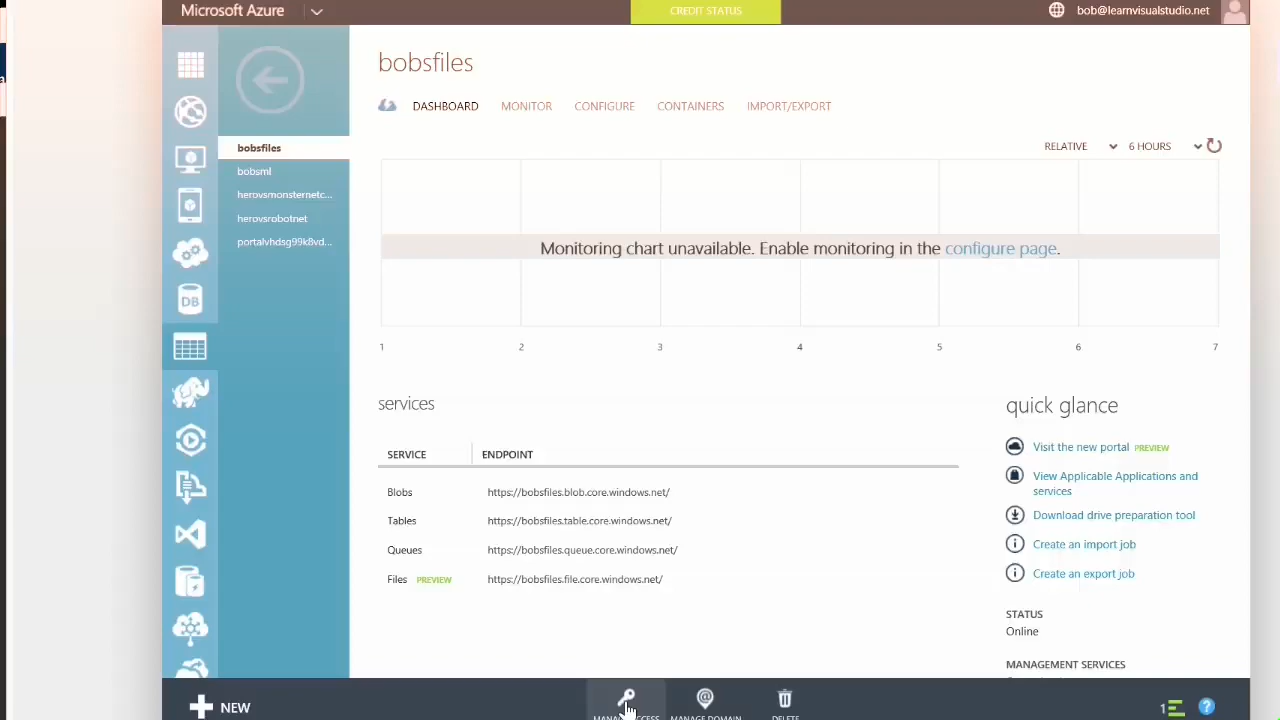 Microsoft Azure
CREDIT STATUS
bob@learnvisualstudio.net
bobsfiles
DASHBOARD MONITOR CONFIGURE CONTAINERS IMPORT/EXPORT
bobsfiles
bobsml
herovsmonsternetc...
herovsrobotnet
portalvhdsg99k8vd...
RELATIVE 6 HOURS
Monitoring chart unavailable. Enable monitoring in the configure page.
1 2 3 4 5 6 7
DB
services
SERVICE ENDPOINT
Blobs https://bobsfiles.blob.core.windows.net/
Tables https://bobsfiles.table.core.windows.net/
Queues https://bobsfiles.queue.core.windows.net/
Files PREVIEW https://bobsfiles.file.core.windows.net/
quick glance
Visit the new portal PREVIEW
View Applicable Applications and
services
Download drive preparation tool
Create an import job
Create an export job
STATUS
Online
MANAGEMENT SERVICES
NEW
MANAGE DOMAIN
DELETE
1
?